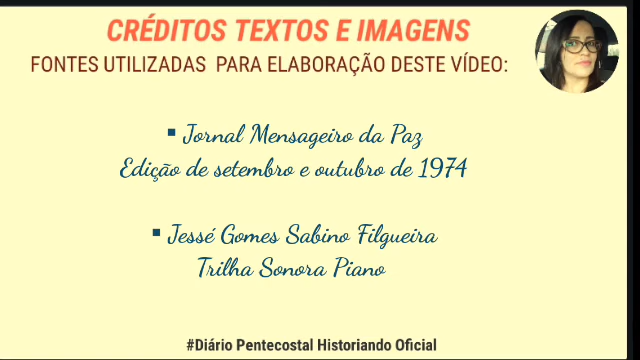 CRÉDITOS TEXTOS E IMAGENS
FONTES UTILIZADAS PARA ELABORAÇÃO DESTE VÍDEO:
▪ Jornal Mensageiro da Paz
Edição de setembro e outubro de 1974
▪ Jessé Gomes Sabino Filgueira
Trilha Sonora Piano
#Diário Pentecostal Historiando Oficial